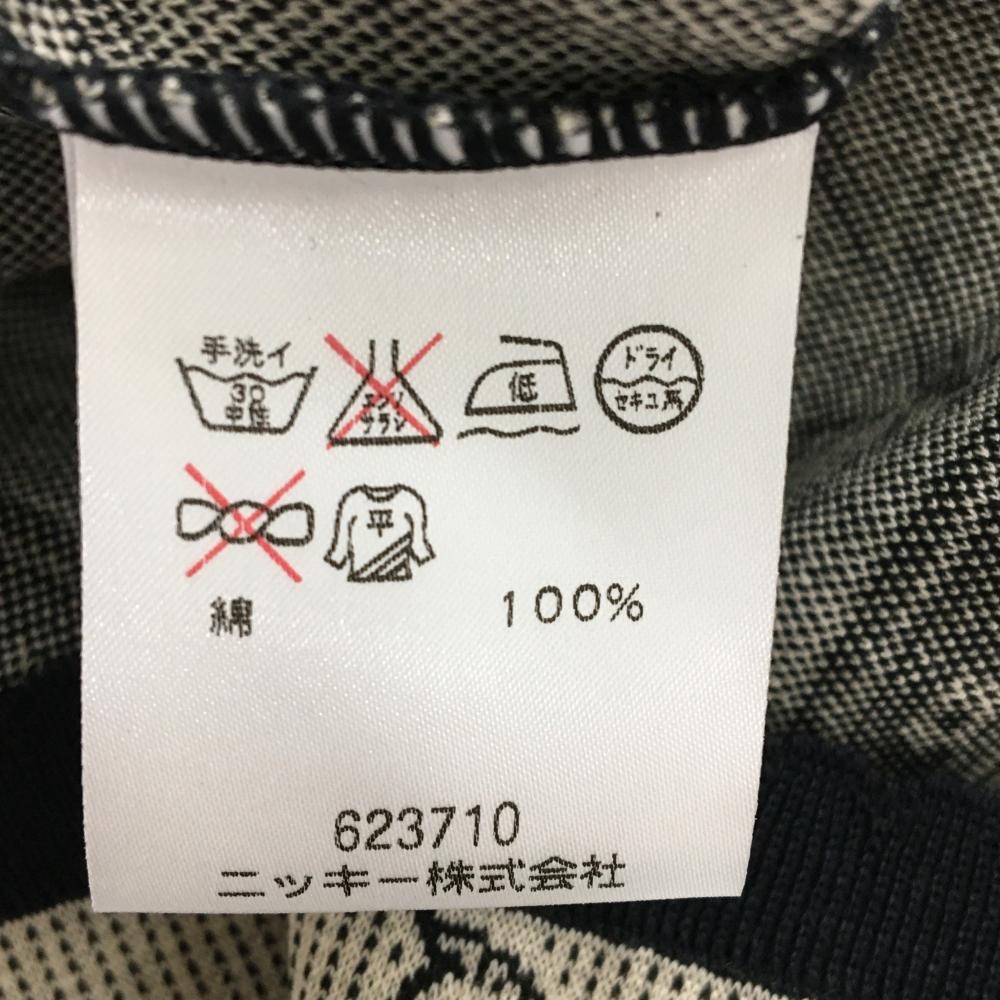 手洗イ
30
中性
エンソ
サラシ
低
ドライ
セキユ系
平
綿 100%
623710
ニッキー株式会社